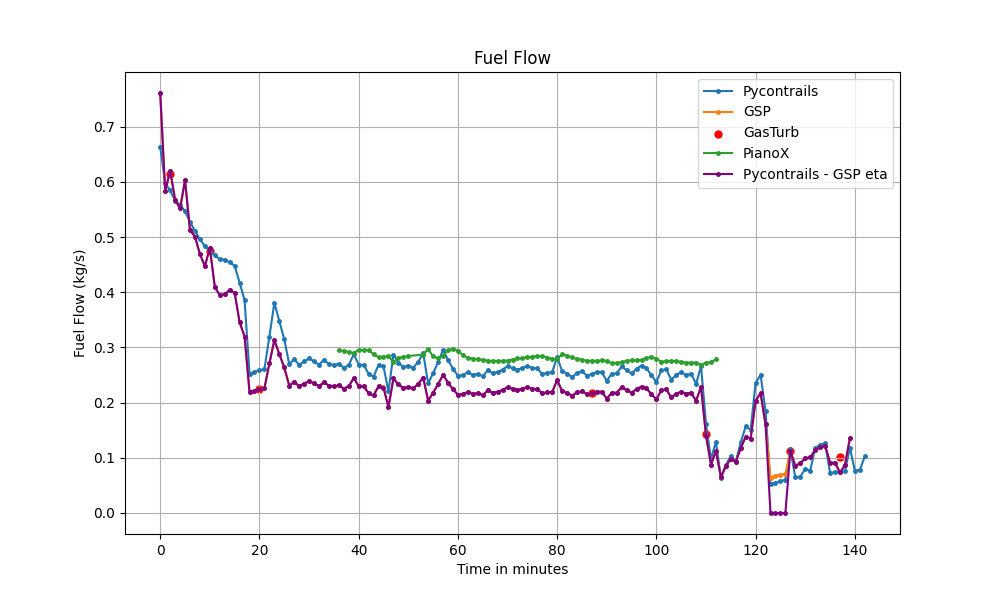 Fuel Flow
Pycontrails
GSP
GasTurb
PianoX
Pycontrails - GSP eta
Fuel Flow (kg/s)
0.7
0.6
0.5
0.4
0.3
0.2
0.1
0.0
0 20 40 60 80 100 120 140
Time in minutes